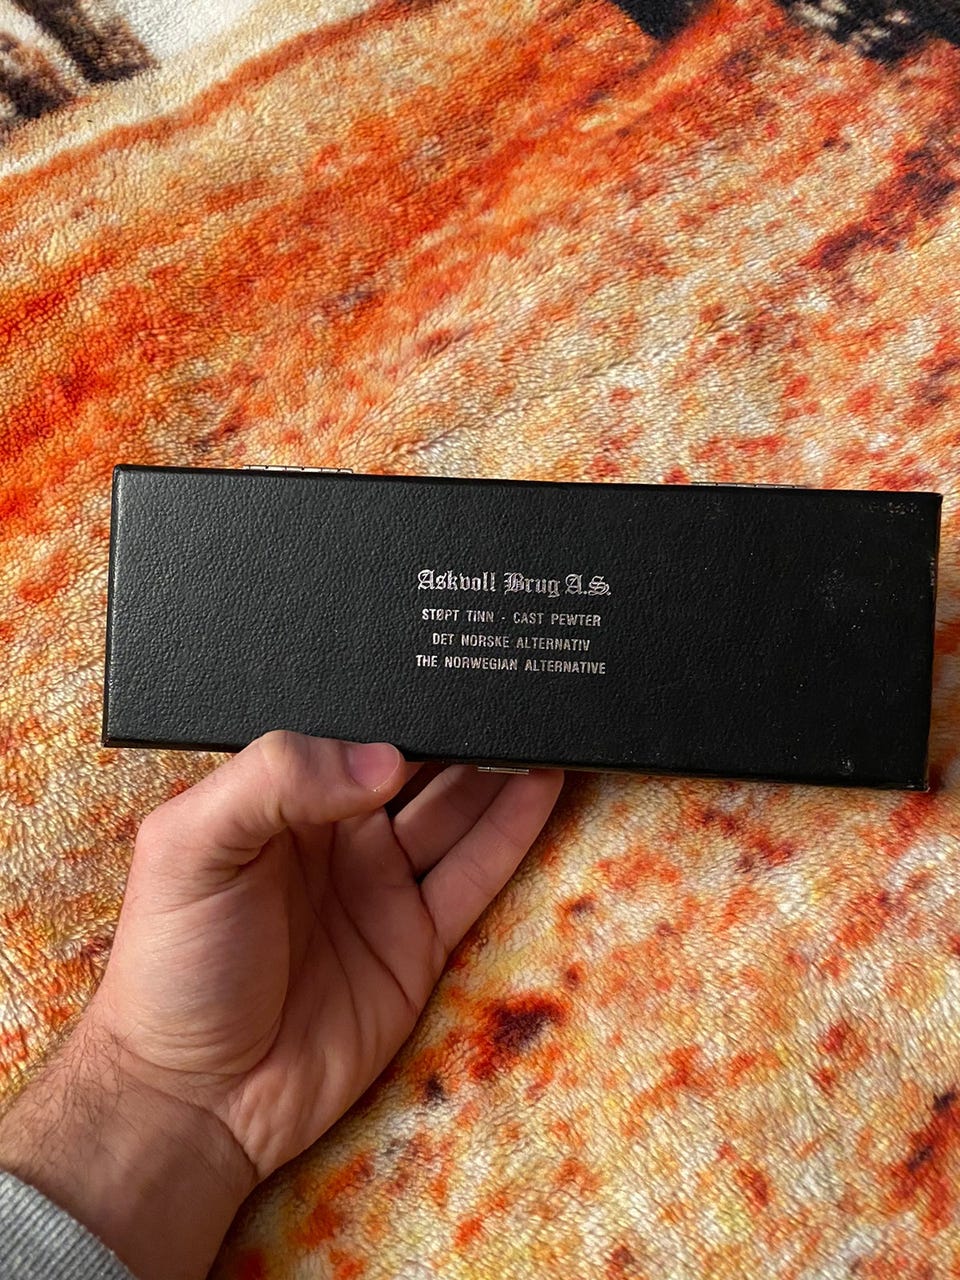 Askvoll Brug A.S.
STØPT TINN - CAST PEWTER
DET NORSKE ALTERNATIV
THE NORWEGIAN ALTERNATIVE